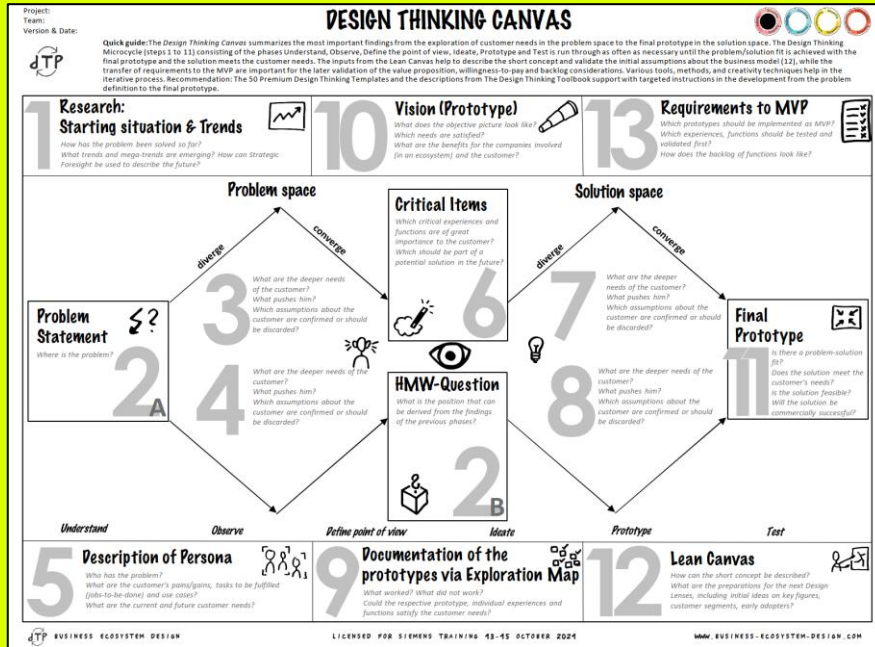 Project:
Team:
Version & Date:
DESIGN THINKING CANVAS
dTP
Quick guide: The Design Thinking Canvas summarizes the most important findings from the exploration of customer needs in the problem space to the final prototype in the solution space. The Design Thinking
Microcycle (steps 1 to 11) consisting of the phases Understand, Observe, Define the point of view, Ideate, Prototype and Test is run through as often as necessary until the problem/solution fit is achieved with the
final prototype and the solution meets the customer needs. The inputs from the Lean Canvas help to describe the short concept and validate the initial assumptions about the business model (12), while the
transfer of requirements to the MVP are important for the later validation of the value proposition, willingness-to-pay and backlog considerations. Various tools, methods, and creativity techniques help in the
iterative process. Recommendation: The 50 Premium Design Thinking Templates and the descriptions from The Design Thinking Toolbook support with targeted instructions in the development from the problem
definition to the final prototype.
1
Research:
Starting situation & Trends
How has the problem been solved so far?
What trends and mega-trends are emerging? How can Strategic
Foresight be used to describe the future?
10
Vision (Prototype)
What does the objective picture look like?
Which needs are satisfied?
What are the benefits for the companies involved
(in an ecosystem) and the customer?
13
Requirements to MVP
Which prototypes should be implemented as MVP?
Which experiences, functions should be tested and
validated first?
How does the backlog of functions look like?
Problem space
Solution space
diverge
converge
diverge
converge
Problem
Statement
Where is the problem?
2
A
3
What are the deeper needs
of the customer?
What pushes him?
Which assumptions about the
customer are confirmed or should
be discarded?
4
What are the deeper needs of the
customer?
What pushes him?
Which assumptions about the
customer are confirmed or should
be discarded?
Critical Items
Which critical experiences and
functions are of great
importance to the customer?
Which should be part of a
potential solution in the future?
6
HMW-Question
What is the position that can
be derived from the findings
of the previous phases?
2
B
7
What are the deeper
needs of the customer?
What pushes him?
Which assumptions about the
customer are confirmed or should
be discarded?
8
What are the deeper needs of the
customer?
What pushes him?
Which assumptions about the
customer are confirmed or should
be discarded?
Final
Prototype
11
Is there a problem-solution
fit?
Does the solution meet the
customer's needs?
Is the solution feasible?
Will the solution be
commercially successful?
Understand
Observe
Define point of view
Ideate
Prototype
Test
5
Description of Persona
Who has the problem?
What are the customer's pains/gains, tasks to be fulfilled
(jobs-to-be done) and use cases?
What are the current and future customer needs?
9
Documentation of the
prototypes via Exploration Map
What worked? What did not work?
Could the respective prototype, individual experiences and
functions satisfy the customer needs?
12
Lean Canvas
How can the short concept be described?
What are the preparations for the next Design
Lenses, including initial ideas on key figures,
customer segments, early adopters?
dTP BUSINESS ECOSYSTEM DESIGN
LICENSED FOR SIEMENS TRAINING 13-15 OCTOBER 2021
WWW.BUSINESS-ECOSYSTEM-DESIGN.COM